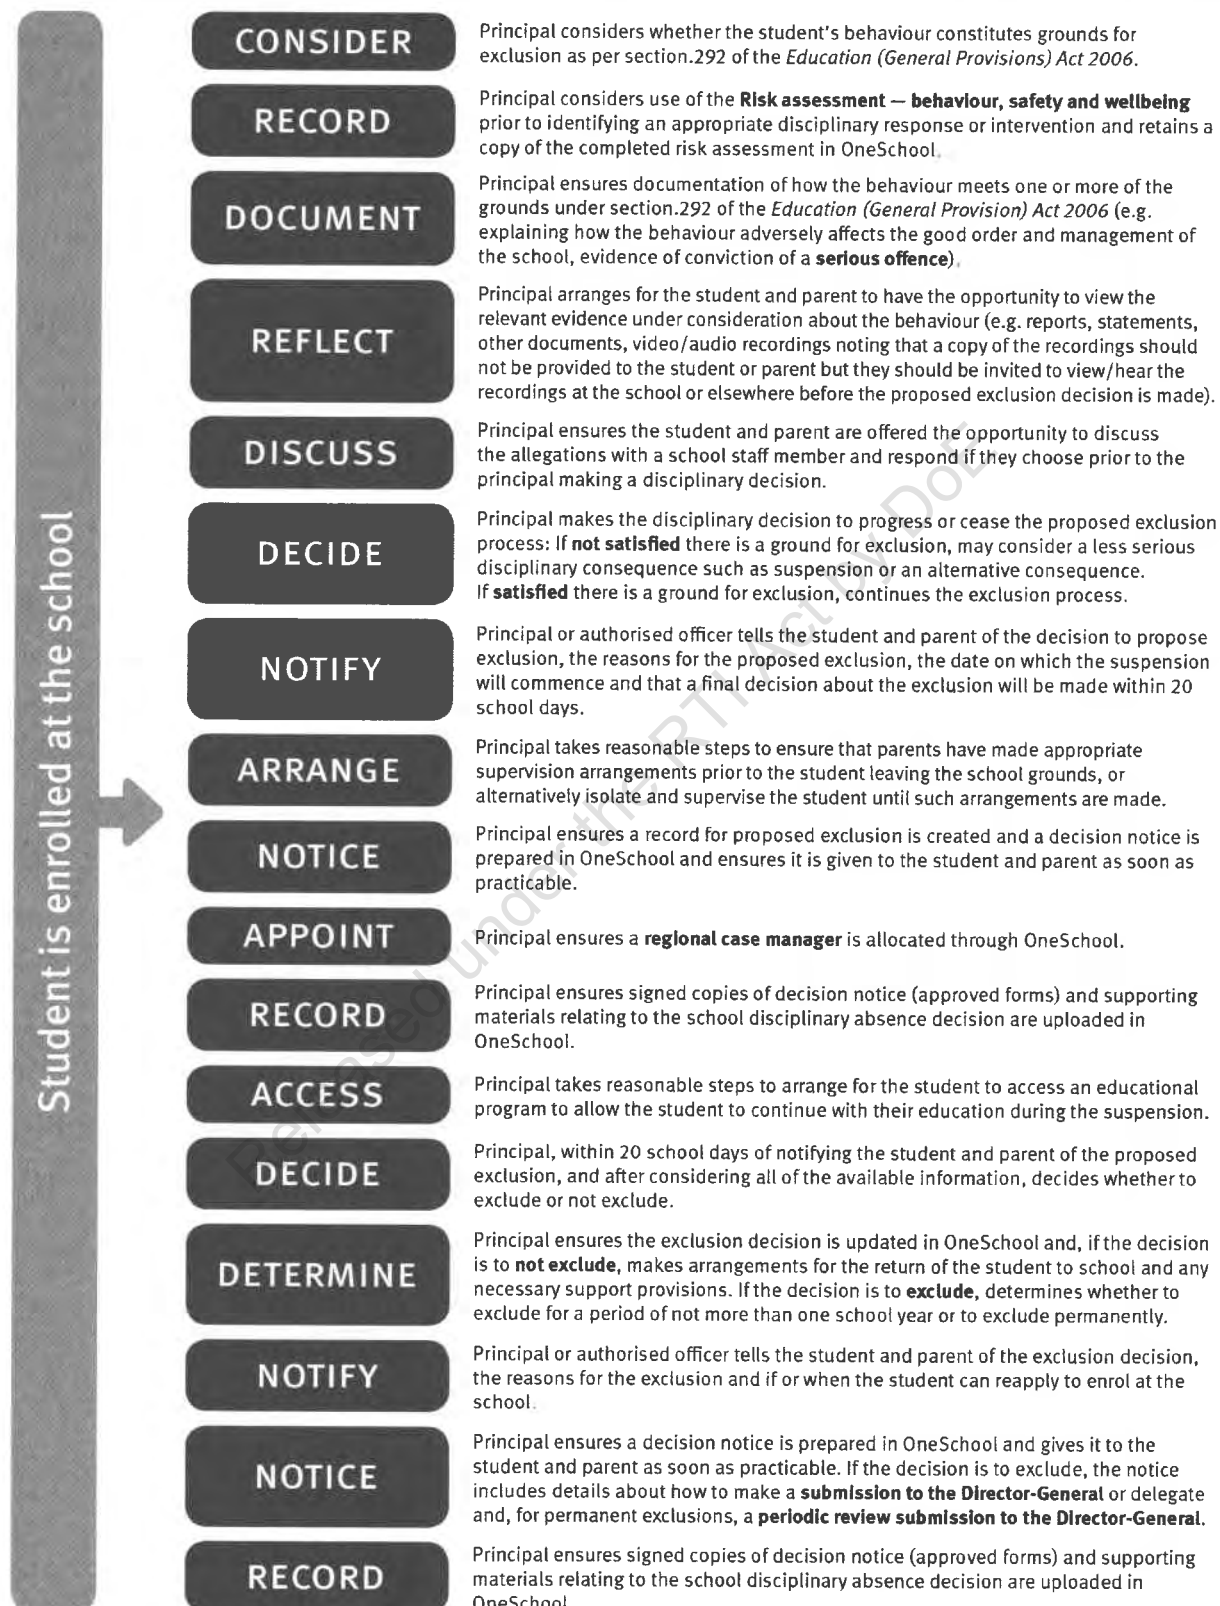 Student is enrolled at the school
CONSIDER
Principal considers whether the student's behaviour constitutes grounds for
exclusion as per section.292 of the Education (General Provisions) Act 2006.
RECORD
Principal considers use of the Risk assessment — behaviour, safety and wellbeing
prior to identifying an appropriate disciplinary response or intervention and retains a
copy of the completed risk assessment in OneSchool.
DOCUMENT
Principal ensures documentation of how the behaviour meets one or more of the
grounds under section.292 of the Education (General Provision) Act 2006 (e.g.
explaining how the behaviour adversely affects the good order and management of
the school, evidence of conviction of a serious offence).
REFLECT
Principal arranges for the student and parent to have the opportunity to view the
relevant evidence under consideration about the behaviour (e.g. reports, statements,
other documents, video/audio recordings noting that a copy of the recordings should
not be provided to the student or parent but they should be invited to view/hear the
recordings at the school or elsewhere before the proposed exclusion decision is made).
DISCUSS
Principal ensures the student and parent are offered the opportunity to discuss
the allegations with a school staff member and respond if they choose prior to the
principal making a disciplinary decision.
DECIDE
Principal makes the disciplinary decision to progress or cease the proposed exclusion
process: If not satisfied there is a ground for exclusion, may consider a less serious
disciplinary consequence such as suspension or an alternative consequence.
If satisfied there is a ground for exclusion, continues the exclusion process.
NOTIFY
Principal or authorised officer tells the student and parent of the decision to propose
exclusion, the reasons for the proposed exclusion, the date on which the suspension
will commence and that a final decision about the exclusion will be made within 20
school days.
ARRANGE
Principal takes reasonable steps to ensure that parents have made appropriate
supervision arrangements prior to the student leaving the school grounds, or
alternatively isolate and supervise the student until such arrangements are made.
NOTICE
Principal ensures a record for proposed exclusion is created and a decision notice is
prepared in OneSchool and ensures it is given to the student and parent as soon as
practicable.
APPOINT
Principal ensures a regional case manager is allocated through OneSchool.
RECORD
Principal ensures signed copies of decision notice (approved forms) and supporting
materials relating to the school disciplinary absence decision are uploaded in
OneSchool.
ACCESS
Principal takes reasonable steps to arrange for the student to access an educational
program to allow the student to continue with their education during the suspension.
DECIDE
Principal, within 20 school days of notifying the student and parent of the proposed
exclusion, and after considering all of the available information, decides whether to
exclude or not exclude.
DETERMINE
Principal ensures the exclusion decision is updated in OneSchool and, if the decision
is to not exclude, makes arrangements for the return of the student to school and any
necessary support provisions. If the decision is to exclude, determines whether to
exclude for a period of not more than one school year or to exclude permanently.
NOTIFY
Principal or authorised officer tells the student and parent of the exclusion decision,
the reasons for the exclusion and if or when the student can reapply to enrol at the
school.
NOTICE
Principal ensures a decision notice is prepared in OneSchool and gives it to the
student and parent as soon as practicable. If the decision is to exclude, the notice
includes details about how to make a submission to the Director-General or delegate
and, for permanent exclusions, a periodic review submission to the Director-General.
RECORD
Principal ensures signed copies of decision notice (approved forms) and supporting
materials relating to the school disciplinary absence decision are uploaded in
OneSchool
Released under the RTI Act by DoE